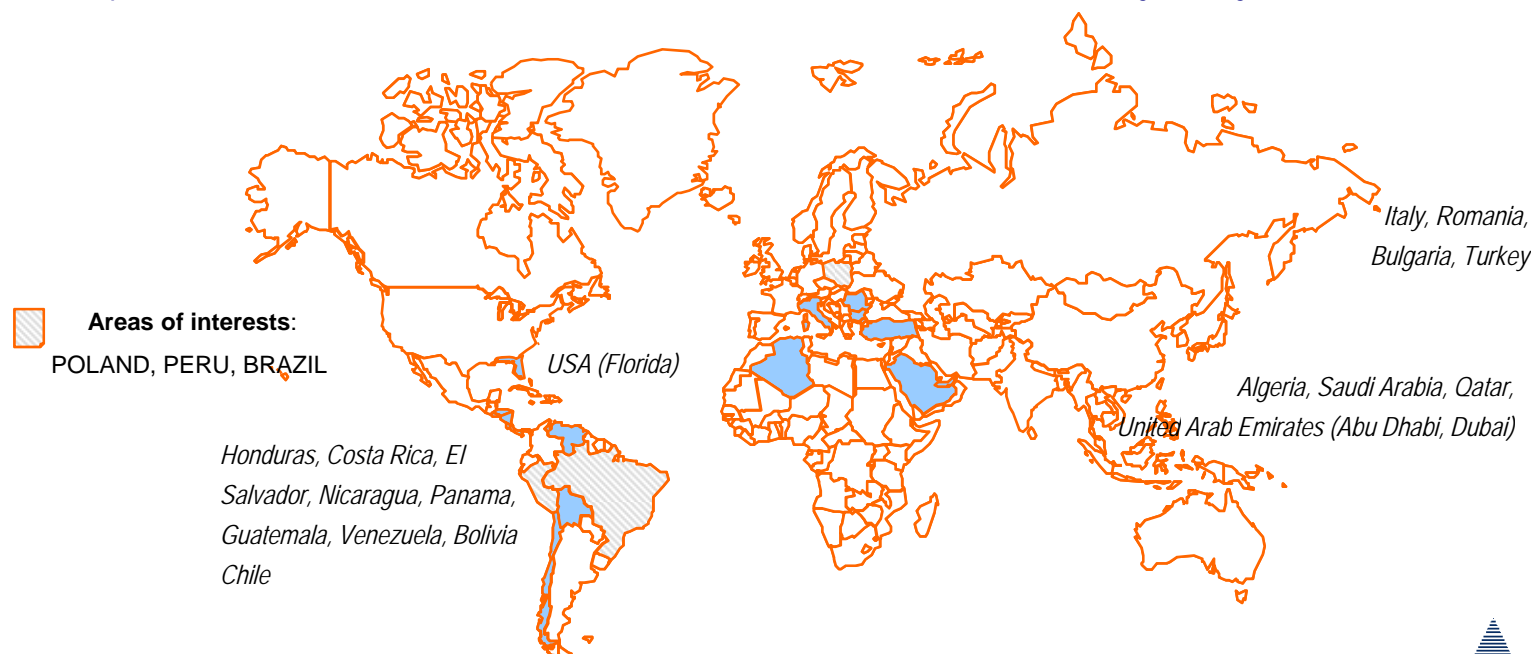 Italy, Romania,
Bulgaria, Turkey
Areas of interests:
POLAND, PERU, BRAZIL
USA (Florida)
Algeria, Saudi Arabia, Qatar,
United Arab Emirates (Abu Dhabi, Dubai)
Honduras, Costa Rica, El
Salvador, Nicaragua, Panama,
Guatemala, Venezuela, Bolivia
Chile